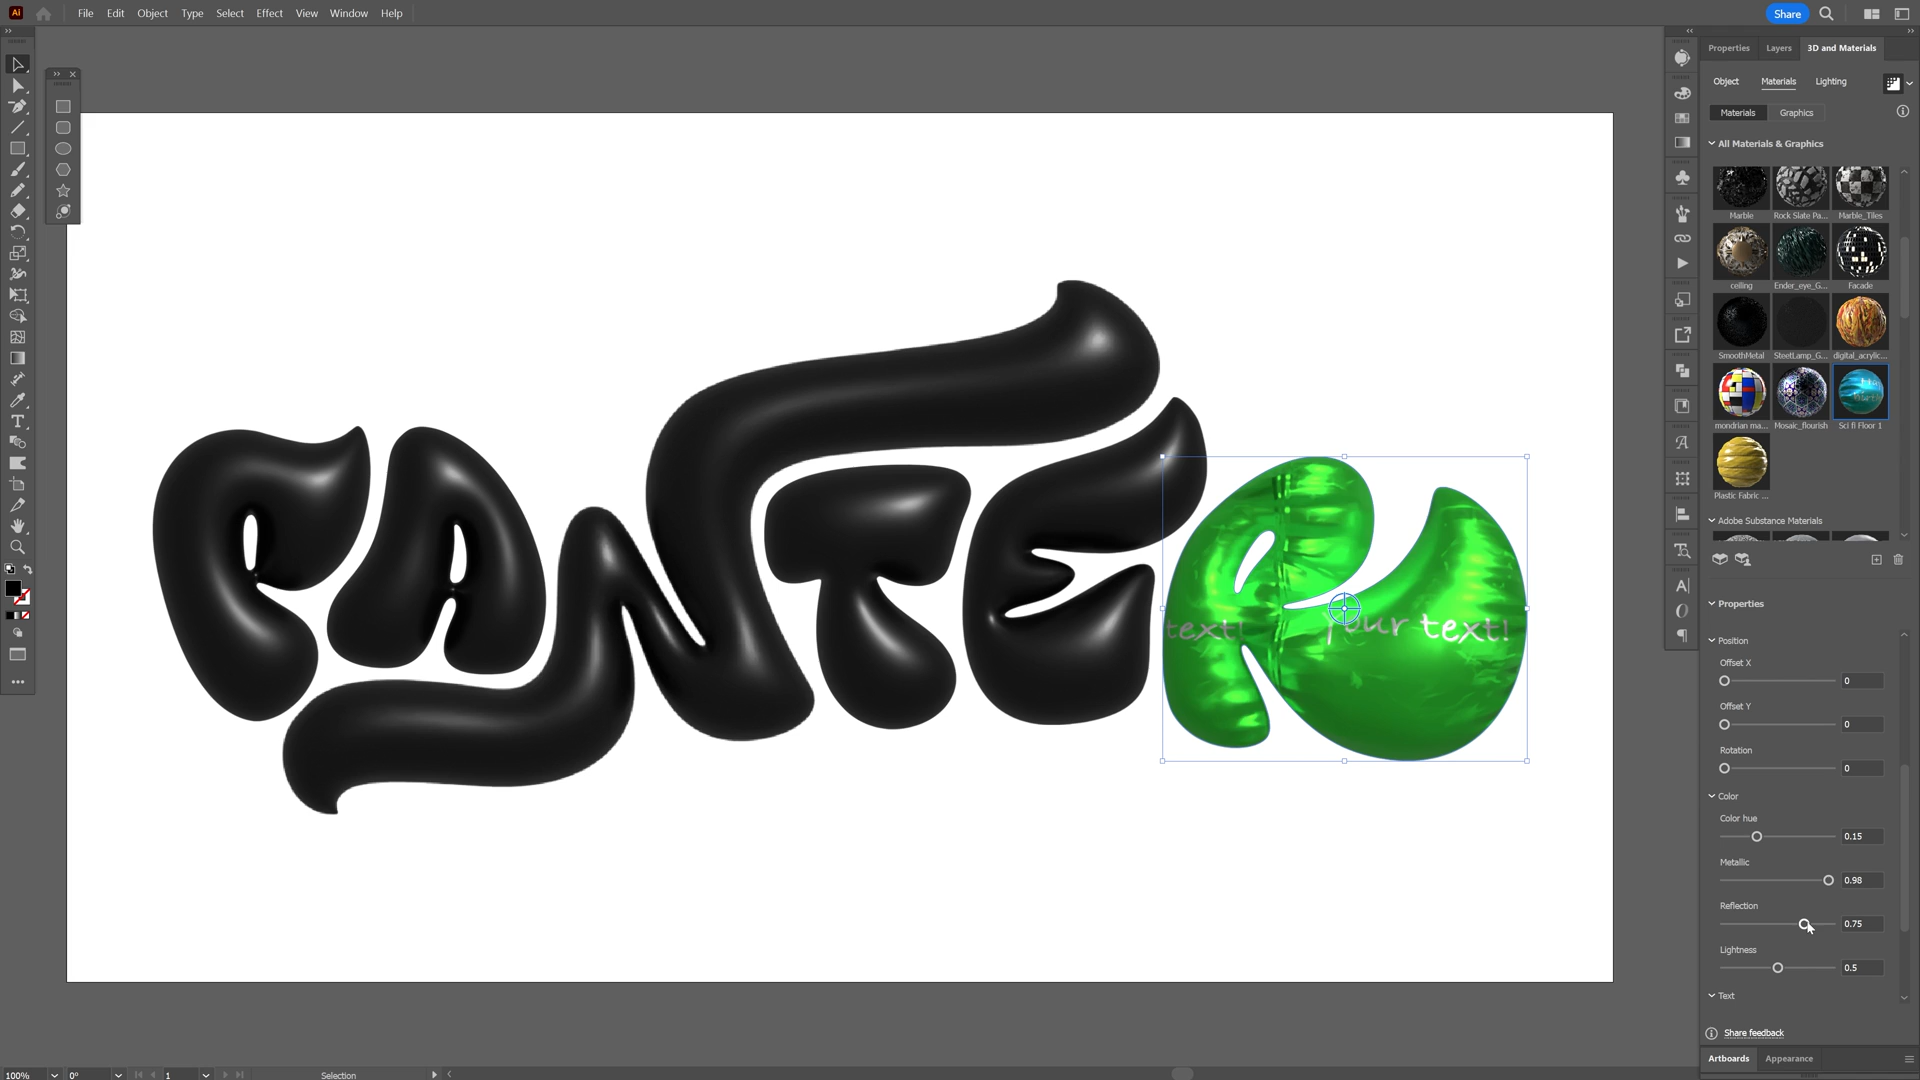 Ai File Edit Object Type Select Effect View Window Help Share
Properties Layers 3D and Materials
Object Materials Lighting
Materials Graphics
All Materials & Graphics
Marble Rock Slate Pa... Marble_Tiles
ceiling Ender_eye_G... Facade
SmoothMetal SteetLamp_G... digital_acrylic...
mondrian ma... Mosaic_flourish Sci fi Floor 1
Plastic Fabric ...
Adobe Substance Materials
PANTER
text! your text!
Properties
Position
Offset X
0
Offset Y
0
Rotation
0
Color
Color hue
0.15
Metallic
0.98
Reflection
0.75
Lightness
0.5
Text
Share feedback
Artboards Appearance
100% 0° 1 Selection